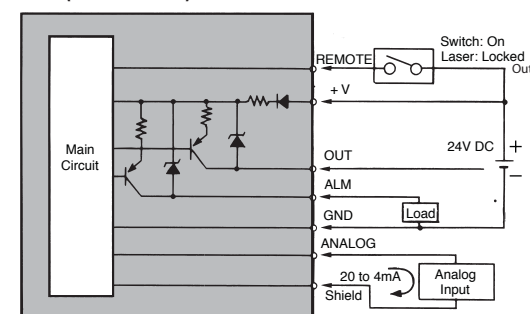 Switch: On
Laser: Locked
Out
REMOTE
+ V
Main
Circuit
OUT
24V DC
+
−
ALM
Load
GND
ANALOG
20 to 4mA
Shield
Analog
Input